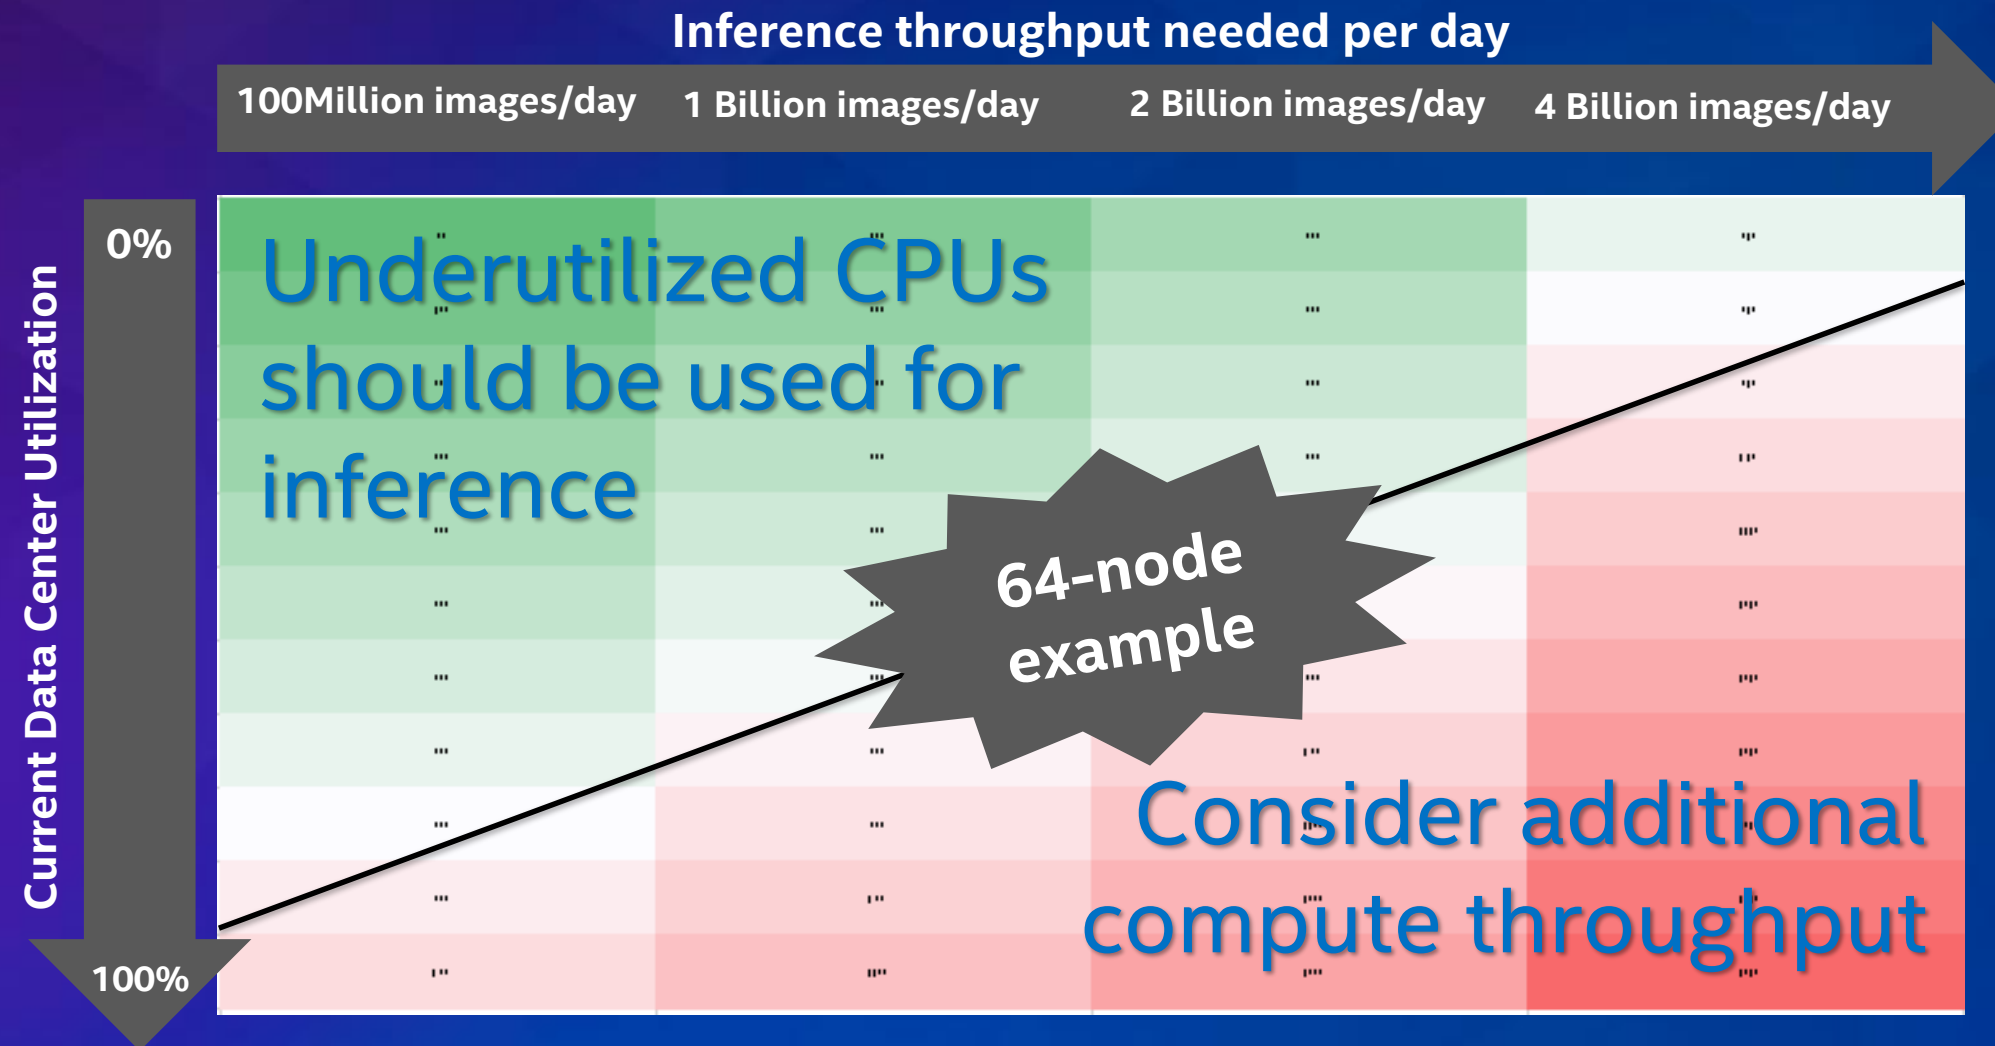 Inference throughput needed per day
100Million images/day
1 Billion images/day
2 Billion images/day
4 Billion images/day
Current Data Center Utilization
0%
100%
Underutilized CPUs
should be used for
inference
64-node
example
Consider additional
compute throughput